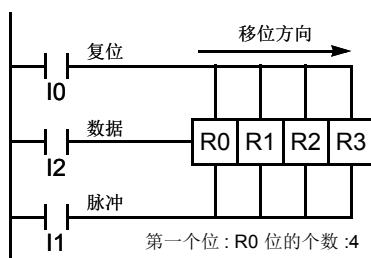 移位方向
复位
I0
数据
I2
R0 R1 R2 R3
脉冲
I1
第一个位 : R0 位的个数 :4